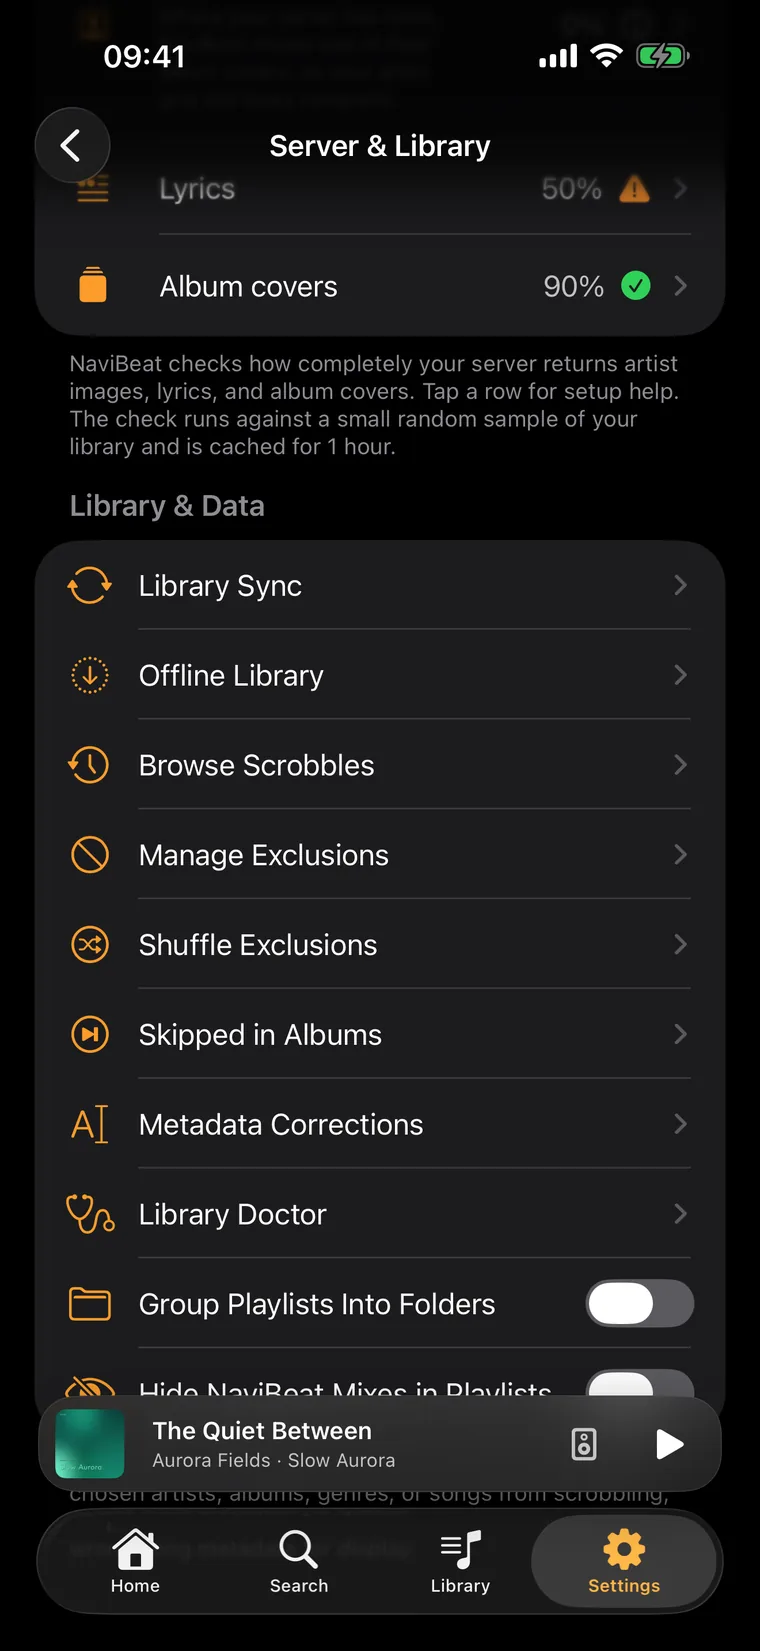 09:41
Server & Library
Lyrics 50%
Album covers 90%
NaviBeat checks how completely your server returns artist
images, lyrics, and album covers. Tap a row for setup help.
The check runs against a small random sample of your
library and is cached for 1 hour.
Library & Data
Library Sync
Offline Library
Browse Scrobbles
Manage Exclusions
Shuffle Exclusions
Skipped in Albums
Metadata Corrections
Library Doctor
Group Playlists Into Folders
Hide NaviBeat Mixes in Playlists
The Quiet Between
Aurora Fields · Slow Aurora
chosen artists, albums, genres, or songs from scrobbling,
Home
Search
Library
Settings